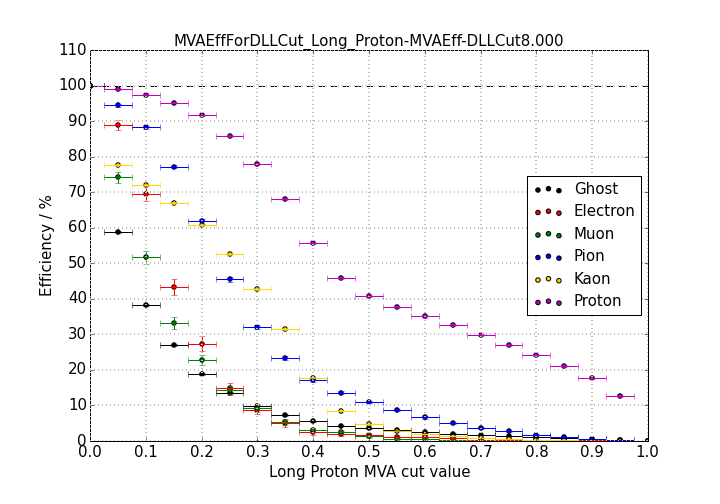 MVAEffForDLLCut_Long_Proton-MVAEff-DLLCut8.000
110
100
90
80
70
60
50
40
30
20
10
0
Efficiency / %
Ghost
Electron
Muon
Pion
Kaon
Proton
0.0 0.1 0.2 0.3 0.4 0.5 0.6 0.7 0.8 0.9 1.0
Long Proton MVA cut value